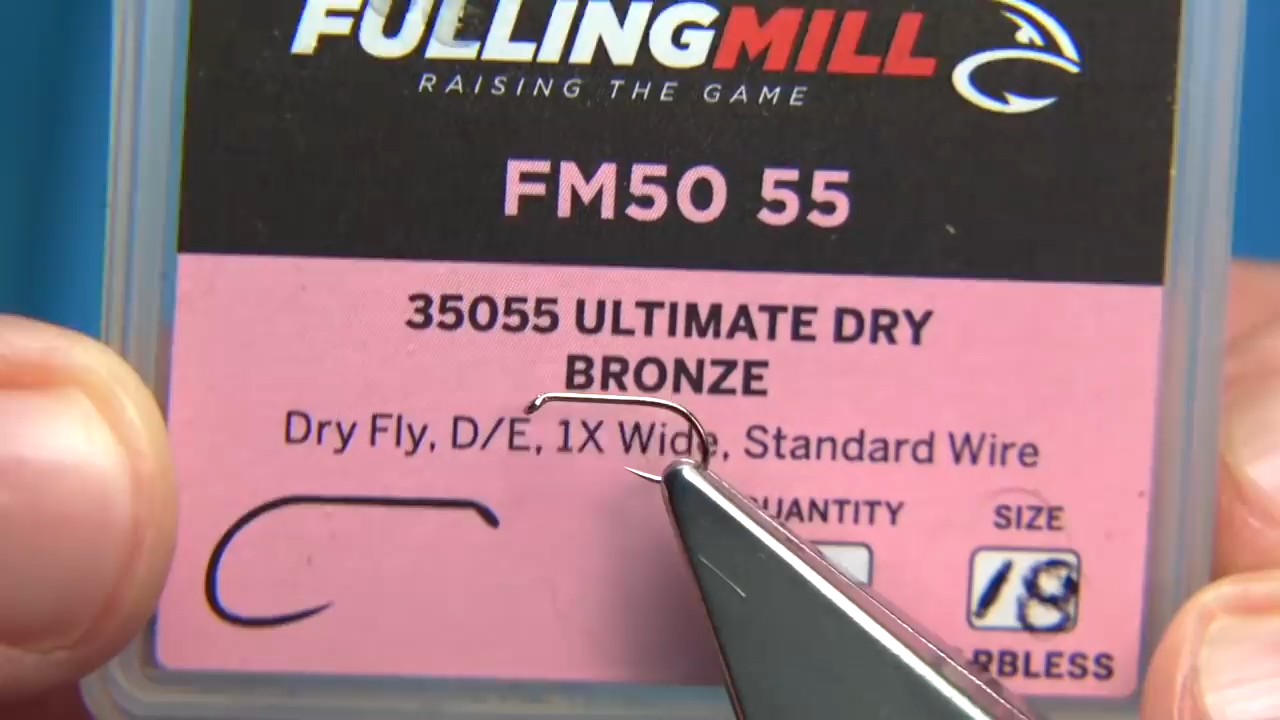 FULLINGMILL
RAISING THE GAME
FM50 55
35055 ULTIMATE DRY
BRONZE
Dry Fly, D/E, 1X Wide, Standard Wire
SIZE
18